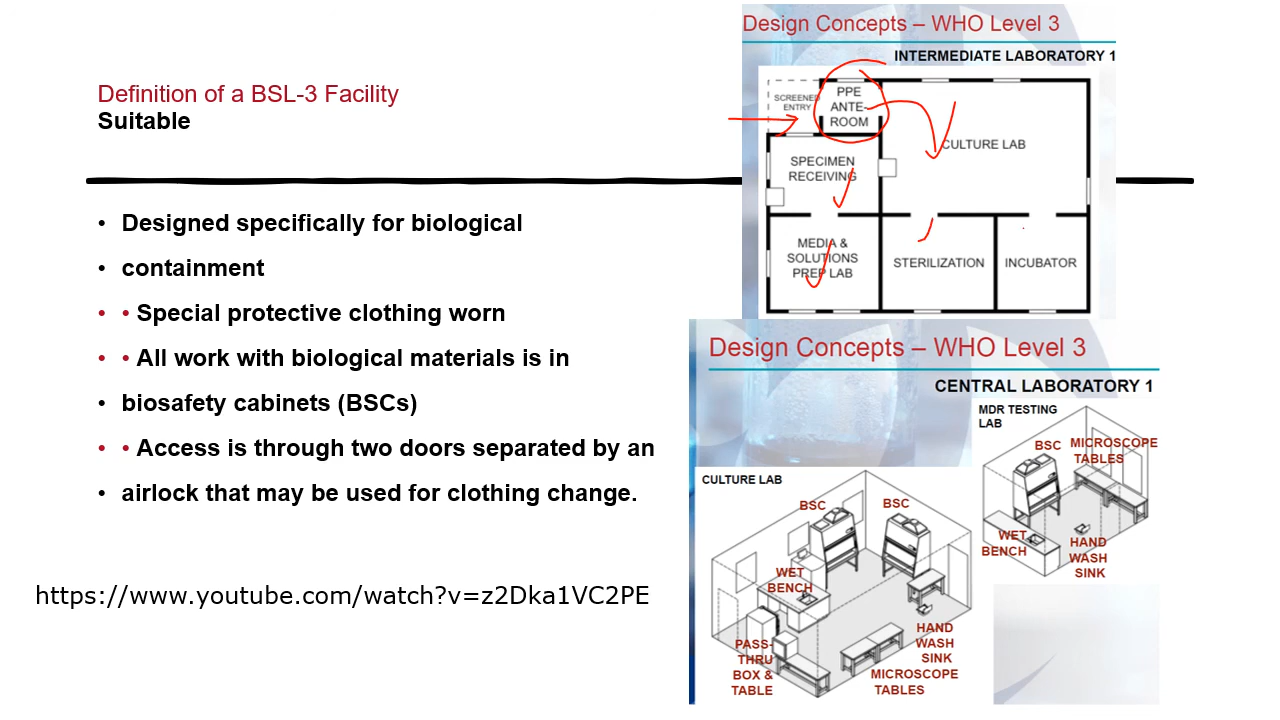 Definition of a BSL-3 Facility
Suitable
• Designed specifically for biological
• containment
• • Special protective clothing worn
• • All work with biological materials is in
• biosafety cabinets (BSCs)
• • Access is through two doors separated by an
• airlock that may be used for clothing change.
https://www.youtube.com/watch?v=z2Dka1VC2PE
Design Concepts – WHO Level 3
INTERMEDIATE LABORATORY 1
SCREENED
ENTRY
PPE
ANTE-
ROOM
CULTURE LAB
SPECIMEN
RECEIVING
MEDIA &
SOLUTIONS
PREP LAB
STERILIZATION
INCUBATOR
Design Concepts – WHO Level 3
CENTRAL LABORATORY 1
MDR TESTING
LAB
BSC
MICROSCOPE
TABLES
WET
BENCH
HAND
WASH
SINK
CULTURE LAB
BSC
BSC
WET
BENCH
HAND
WASH
SINK
PASS-
THRU
BOX &
TABLE
MICROSCOPE
TABLES